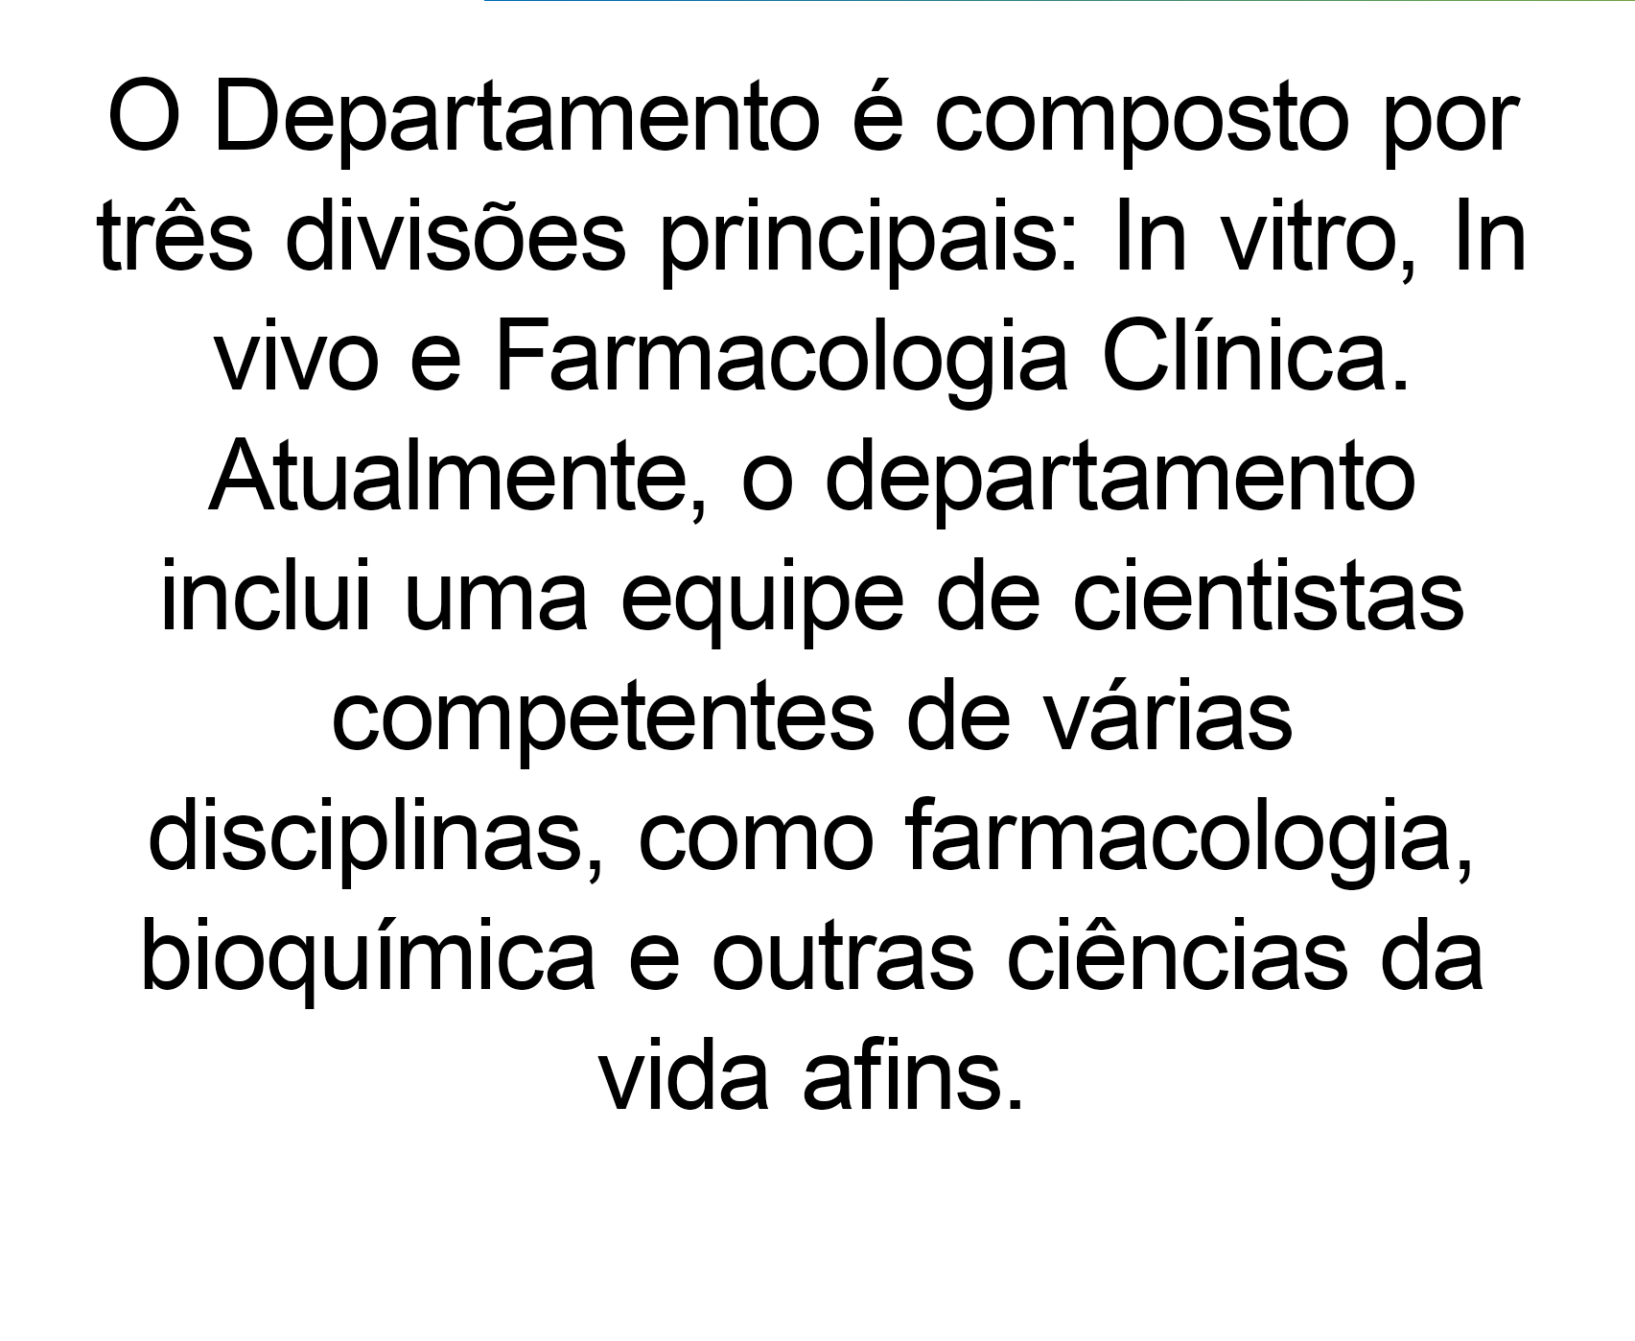 O Departamento é composto por
três divisões principais: In vitro, In
vivo e Farmacologia Clínica.
Atualmente, o departamento
inclui uma equipe de cientistas
competentes de várias
disciplinas, como farmacologia,
bioquímica e outras ciências da
vida afins.